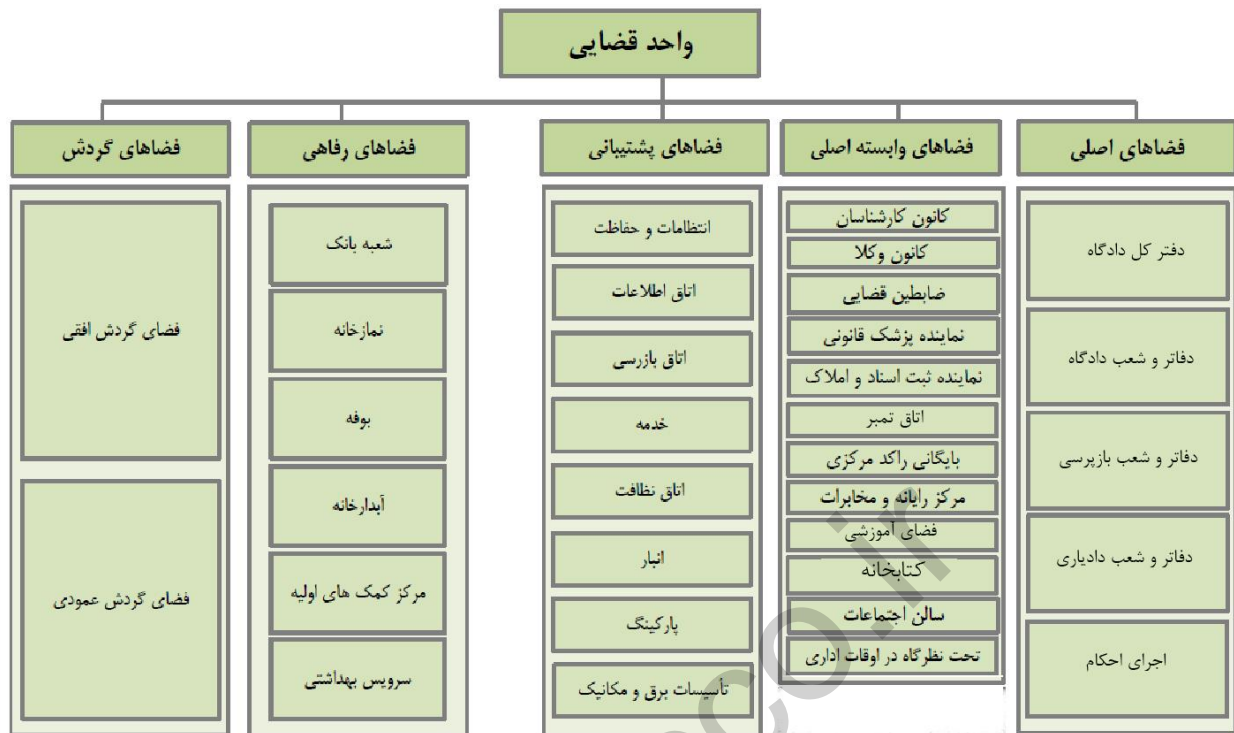 واحد قضایی
فضاهای اصلی
دفتر کل دادگاه
دفاتر و شعب دادگاه
دفاتر و شعب بازپرسی
دفاتر و شعب دادیاری
اجرای احکام
فضاهای وابسته اصلی
کانون کارشناسان
کانون وکلا
ضابطین قضایی
نماینده پزشک قانونی
نماینده ثبت اسناد و املاک
اتاق تمبر
بایگانی راکد مرکزی
مرکز رایانه و مخابرات
فضای آموزشی
کتابخانه
سالن اجتماعات
تحت نظرگاه در اوقات اداری
فضاهای پشتیبانی
انتظامات و حفاظت
اتاق اطلاعات
اتاق بازرسی
خدمه
اتاق نظافت
انبار
پارکینگ
تأسیسات برق و مکانیک
فضاهای رفاهی
شعبه بانک
نمازخانه
بوفه
آبدارخانه
مرکز کمک های اولیه
سرویس بهداشتی
فضاهای گردش
فضای گردش افقی
فضای گردش عمودی
co.ir